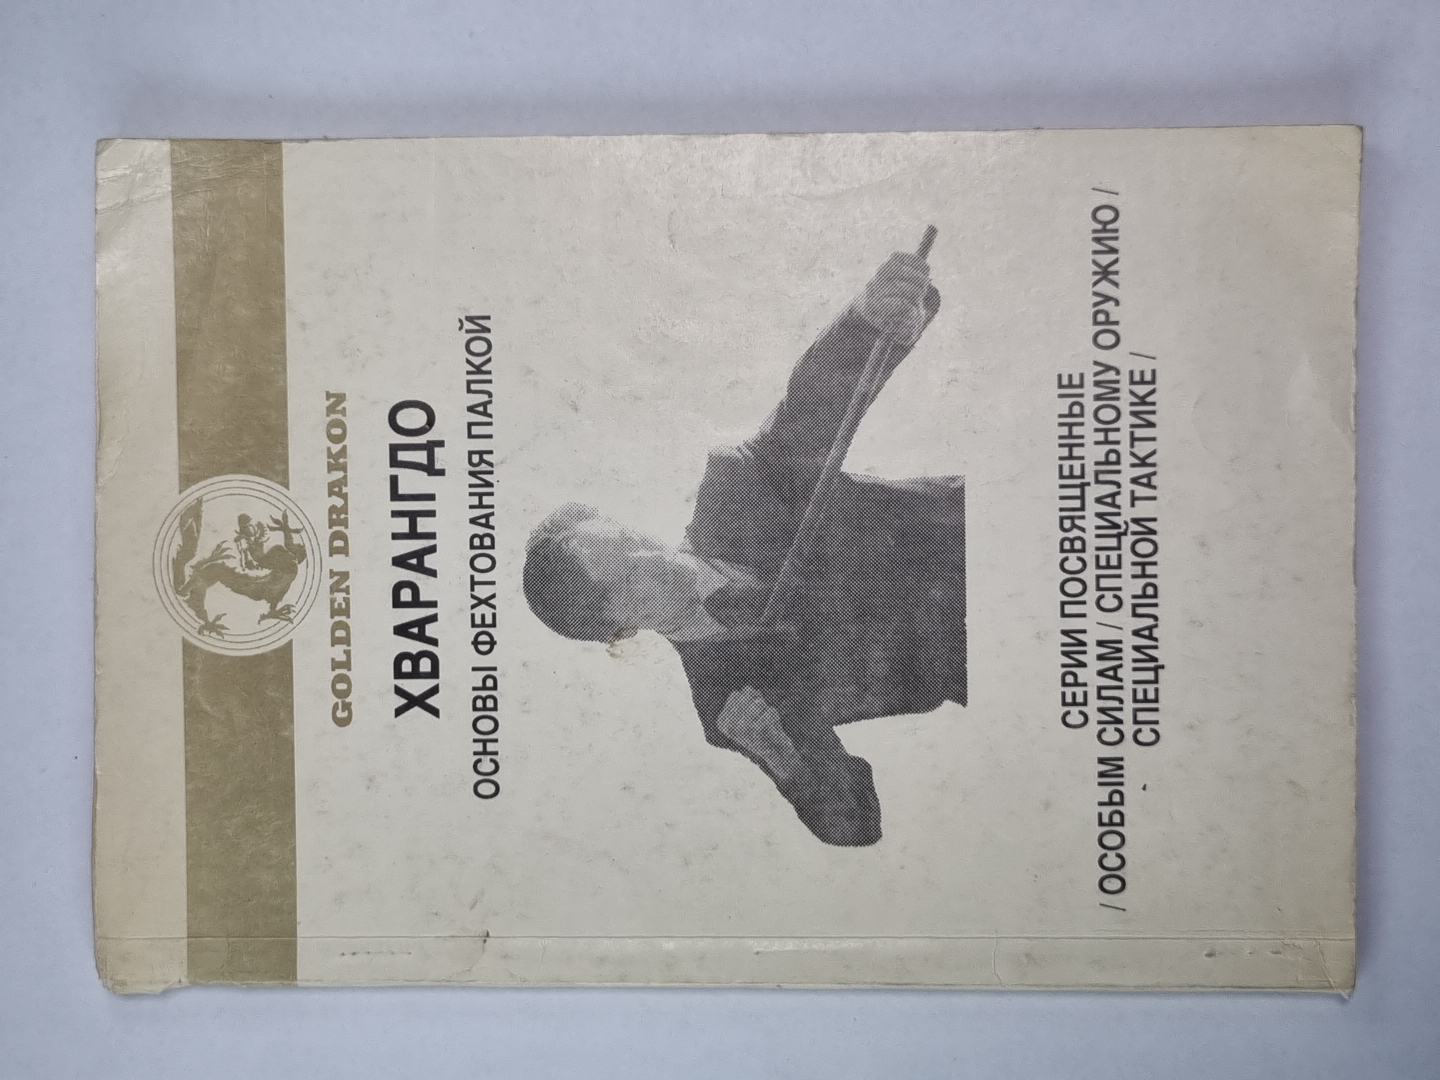 GOLDEN DRAKON
ХВАРАНГДО
ОСНОВЫ ФЕХТОВАНИЯ ПАЛКОЙ
СЕРИИ ПОСВЯЩЕННЫЕ
/ ОСОБЫМ СИЛАМ / СПЕЦИАЛЬНОМУ ОРУЖИЮ /
СПЕЦИАЛЬНОЙ ТАКТИКЕ /